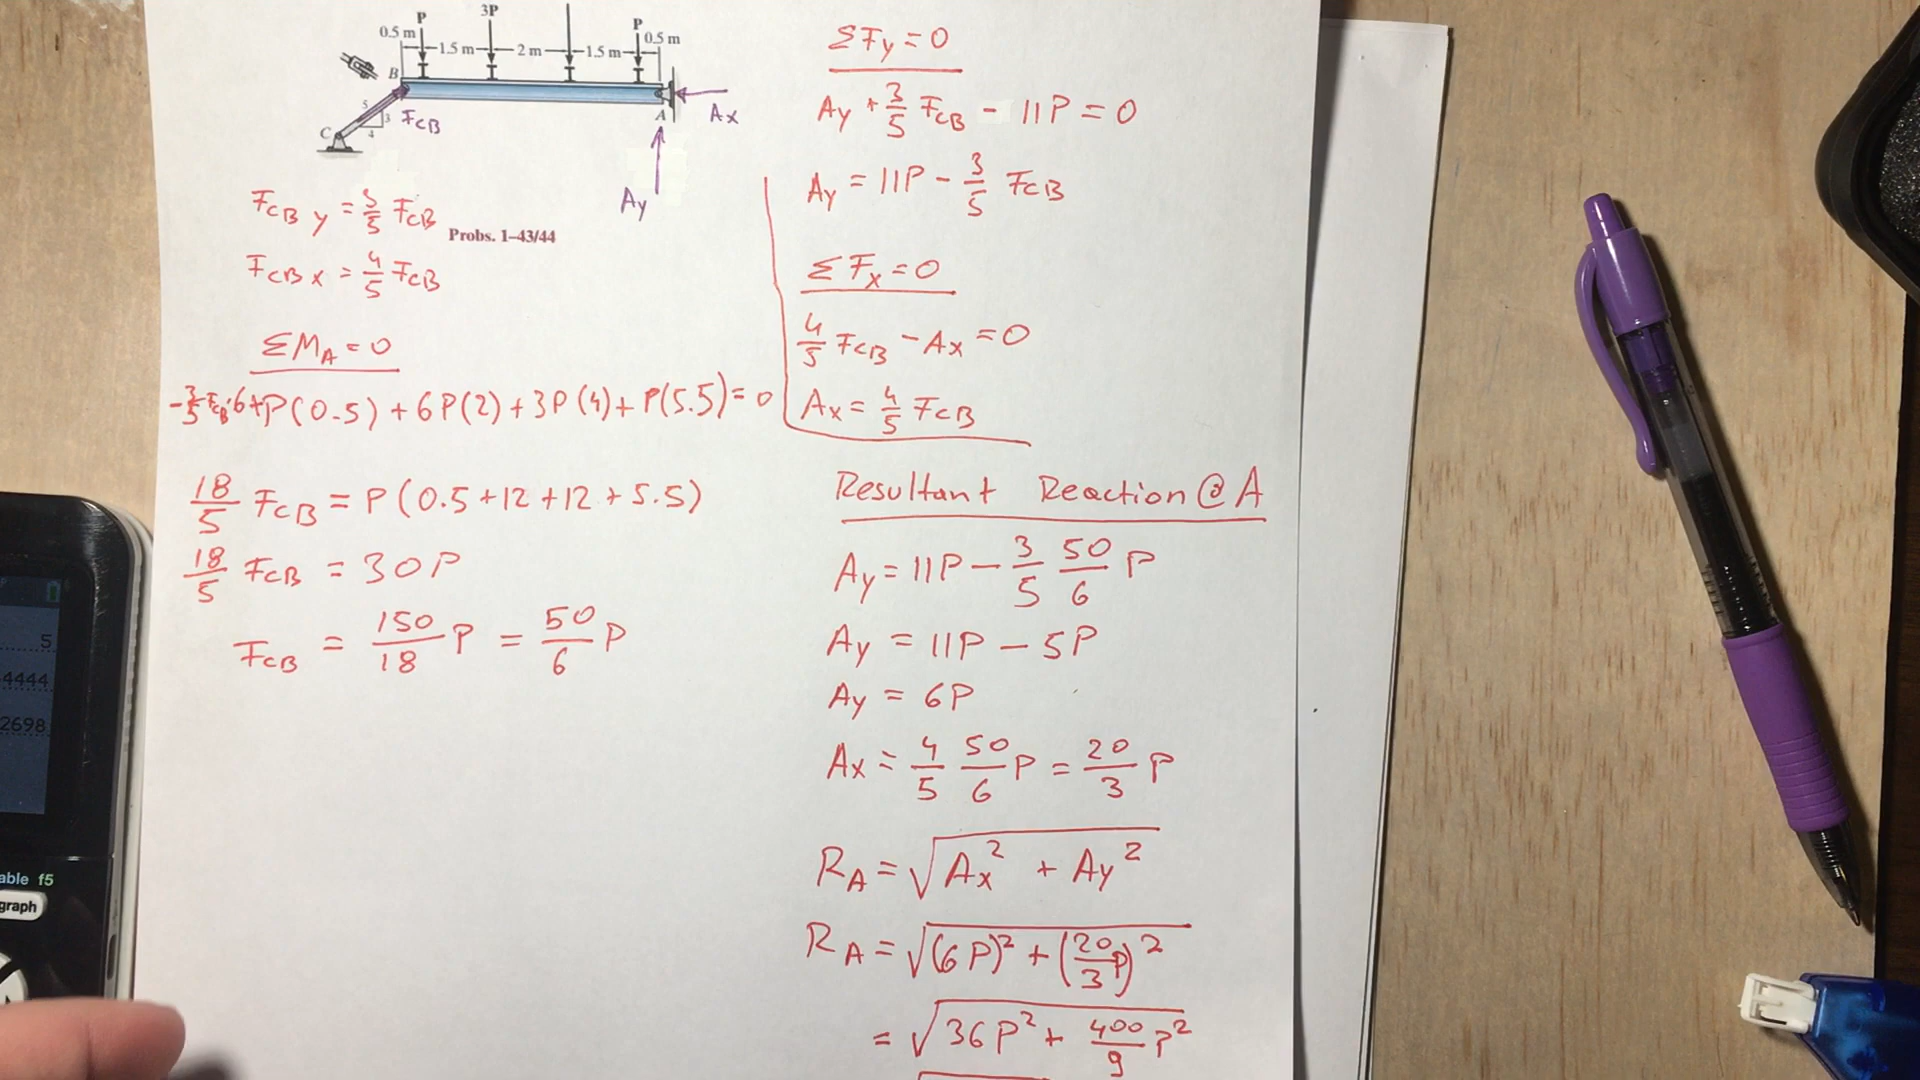 P
3P
P
0.5 m
1.5 m
2 m
1.5 m
0.5 m
B
A
Ax
5
3
4
C
FCB
Ay
FCB y = 3/5 FCB
Probs. 1–43/44
FCB x = 4/5 FCB
ΣMA = 0
-3/5 FCB·6+P(0.5) + 6P(2) + 3P(4) + P(5.5) = 0
18/5 FCB = P(0.5 + 12 + 12 + 5.5)
18/5 FCB = 30P
FCB = 150/18 P = 50/6 P
ΣFy = 0
Ay + 3/5 FCB - 11P = 0
Ay = 11P - 3/5 FCB
ΣFx = 0
4/5 FCB - Ax = 0
Ax = 4/5 FCB
Resultant Reaction @ A
Ay = 11P - 3/5 50/6 P
Ay = 11P - 5P
Ay = 6P
Ax = 4/5 50/6 P = 20/3 P
RA = √Ax² + Ay²
RA = √(6P)² + (20/3 P)²
= √36P² + 400/9 P²
5
4444
2698
able f5
graph